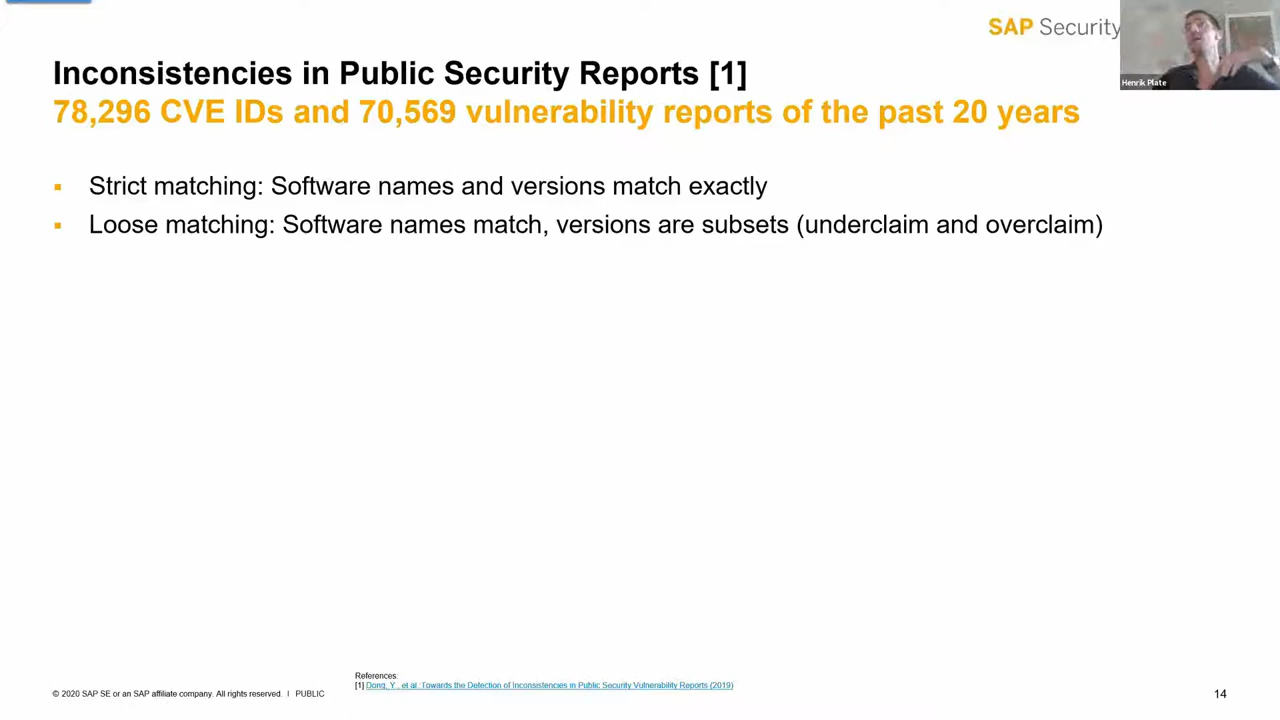 SAP Security
Henrik Plate
Inconsistencies in Public Security Reports [1]
78,296 CVE IDs and 70,569 vulnerability reports of the past 20 years
▪ Strict matching: Software names and versions match exactly
▪ Loose matching: Software names match, versions are subsets (underclaim and overclaim)
References:
[1] Dong, Y., et al.:Towards the Detection of Inconsistencies in Public Security Vulnerability Reports (2019)
© 2020 SAP SE or an SAP affiliate company. All rights reserved. I PUBLIC
14